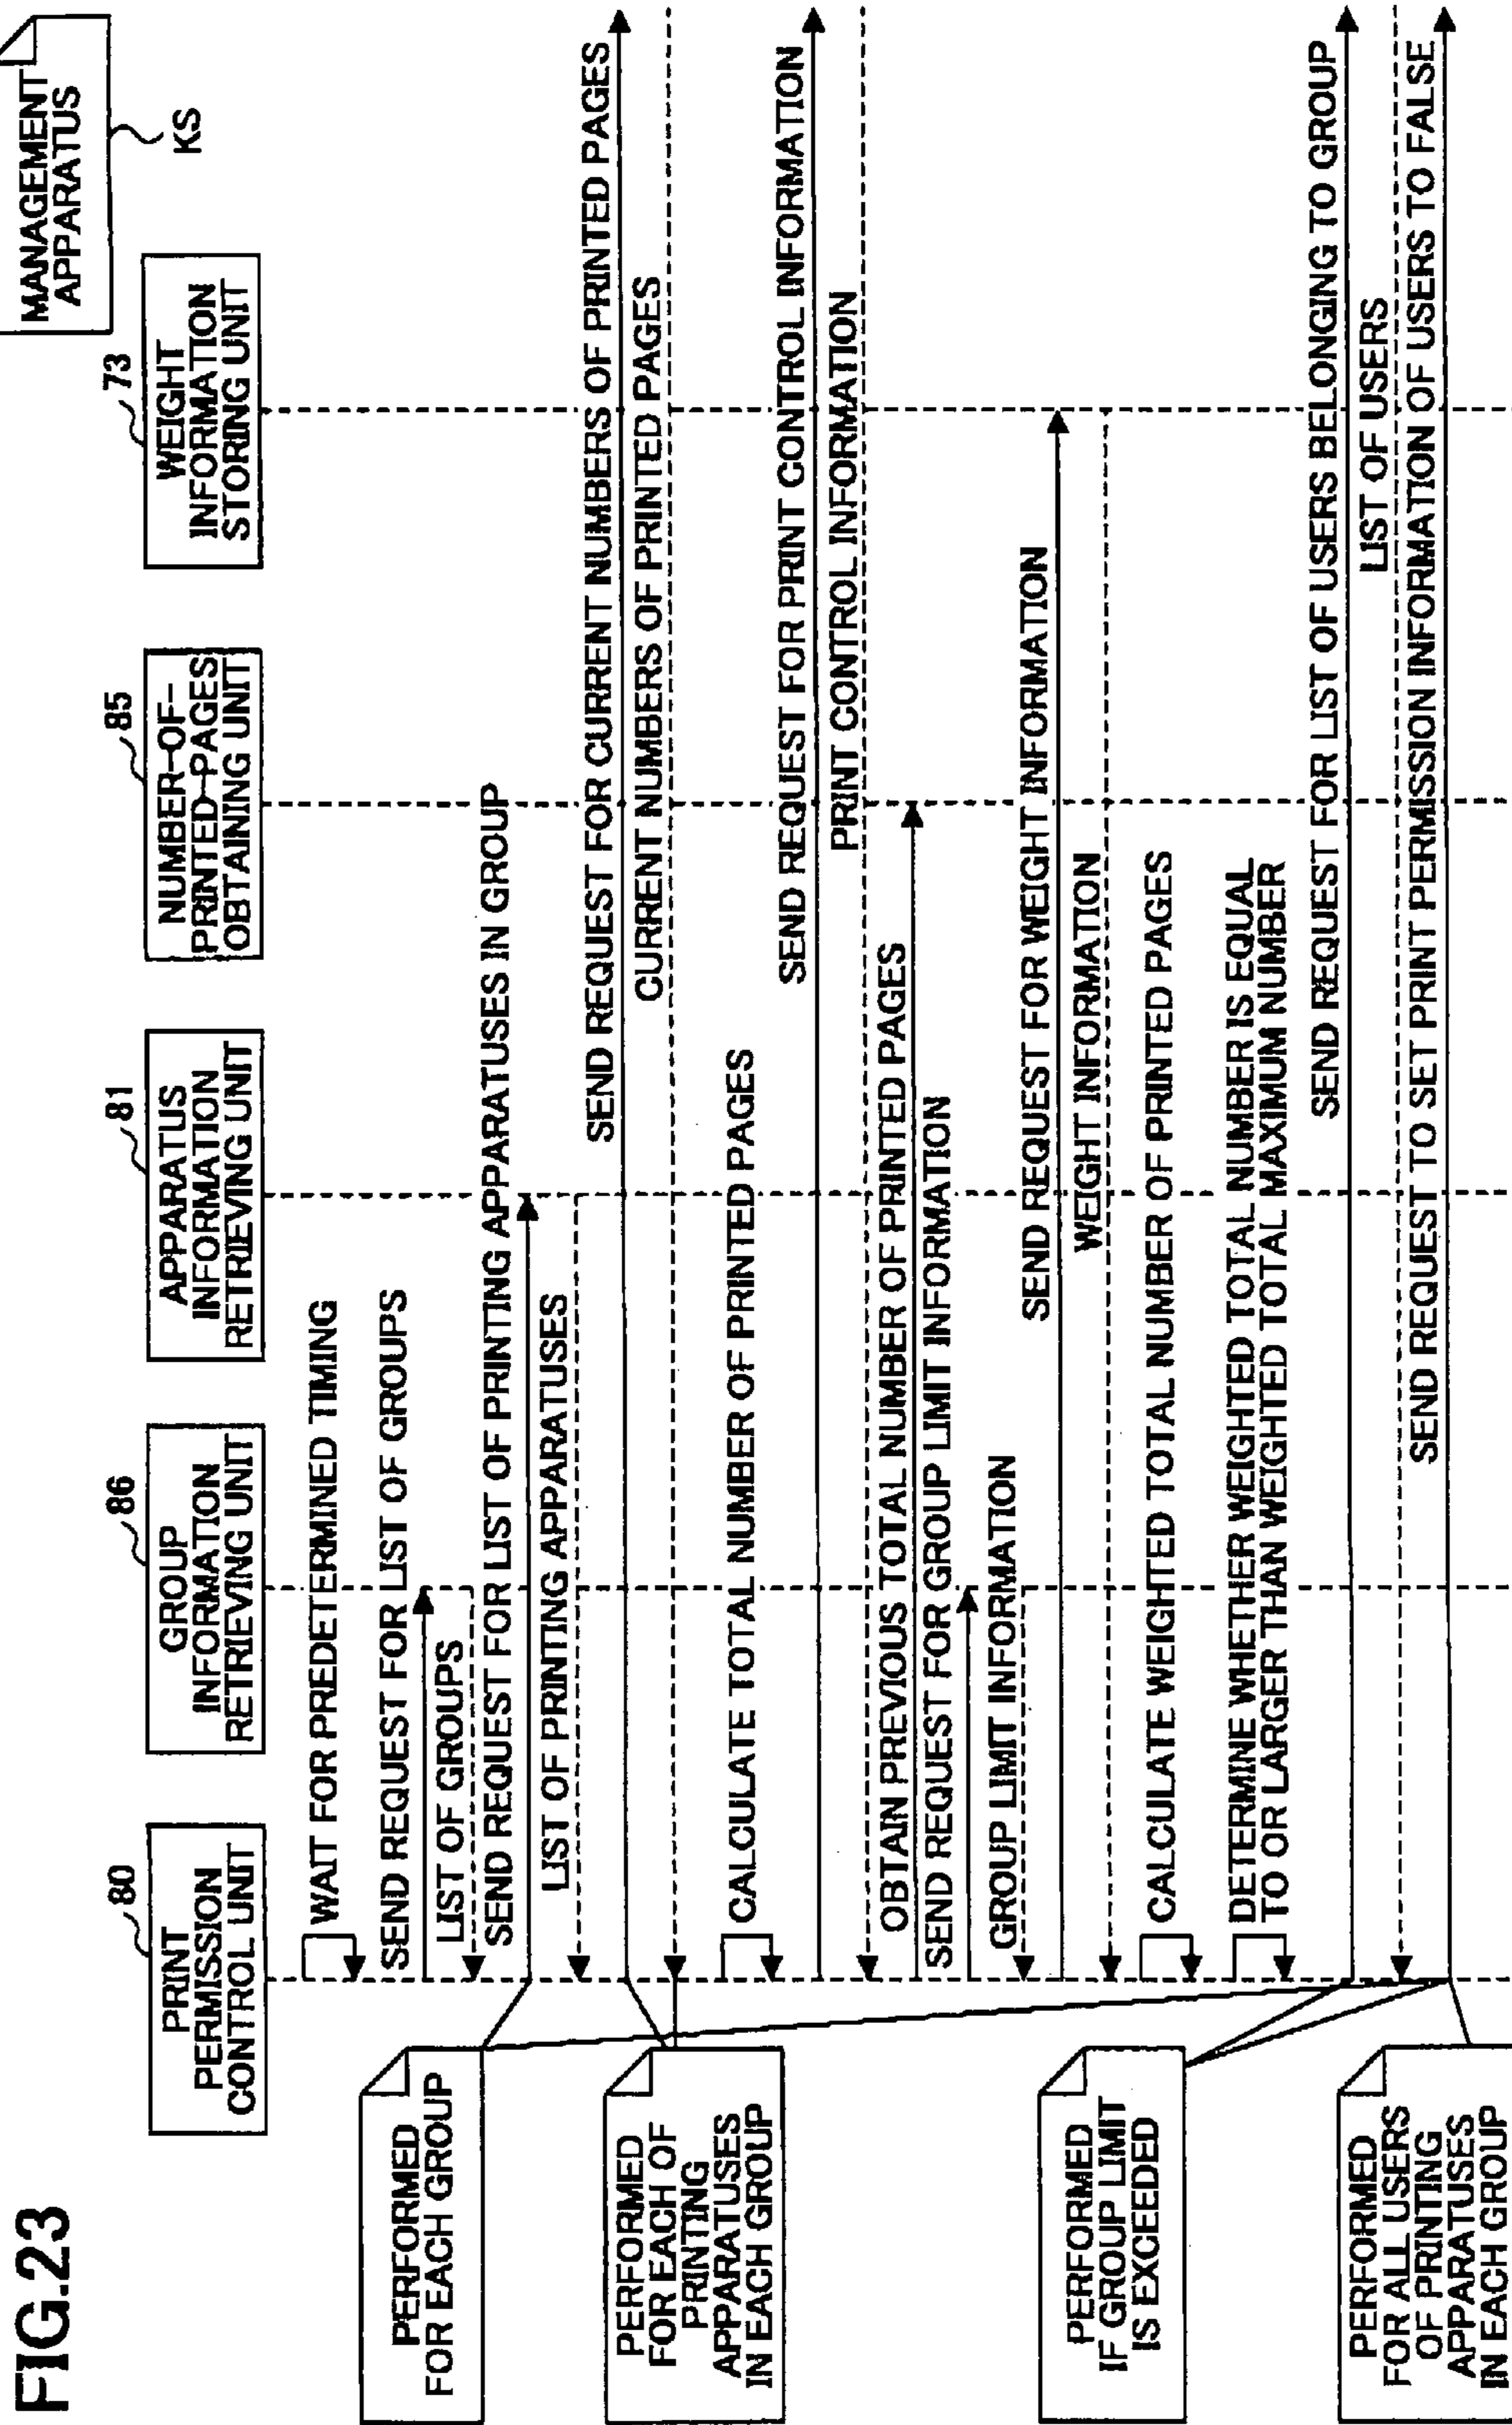 FIG.23
MANAGEMENT
APPARATUS
KS
80
PRINT
PERMISSION
CONTROL UNIT
86
GROUP
INFORMATION
RETRIEVING UNIT
81
APPARATUS
INFORMATION
RETRIEVING UNIT
85
NUMBER-OF-
PRINTED-PAGES
OBTAINING UNIT
73
WEIGHT
INFORMATION
STORING UNIT
WAIT FOR PREDETERMINED TIMING
SEND REQUEST FOR LIST OF GROUPS
LIST OF GROUPS
PERFORMED
FOR EACH GROUP
SEND REQUEST FOR LIST OF PRINTING APPARATUSES IN GROUP
LIST OF PRINTING APPARATUSES
PERFORMED
FOR EACH OF
PRINTING
APPARATUSES
IN EACH GROUP
SEND REQUEST FOR CURRENT NUMBERS OF PRINTED PAGES
CURRENT NUMBERS OF PRINTED PAGES
CALCULATE TOTAL NUMBER OF PRINTED PAGES
SEND REQUEST FOR PRINT CONTROL INFORMATION
PRINT CONTROL INFORMATION
OBTAIN PREVIOUS TOTAL NUMBER OF PRINTED PAGES
SEND REQUEST FOR GROUP LIMIT INFORMATION
GROUP LIMIT INFORMATION
SEND REQUEST FOR WEIGHT INFORMATION
WEIGHT INFORMATION
CALCULATE WEIGHTED TOTAL NUMBER OF PRINTED PAGES
DETERMINE WHETHER WEIGHTED TOTAL NUMBER IS EQUAL
TO OR LARGER THAN WEIGHTED TOTAL MAXIMUM NUMBER
PERFORMED
IF GROUP LIMIT
IS EXCEEDED
SEND REQUEST FOR LIST OF USERS BELONGING TO GROUP
LIST OF USERS
SEND REQUEST TO SET PRINT PERMISSION INFORMATION OF USERS TO FALSE
PERFORMED
FOR ALL USERS
OF PRINTING
APPARATUSES
IN EACH GROUP